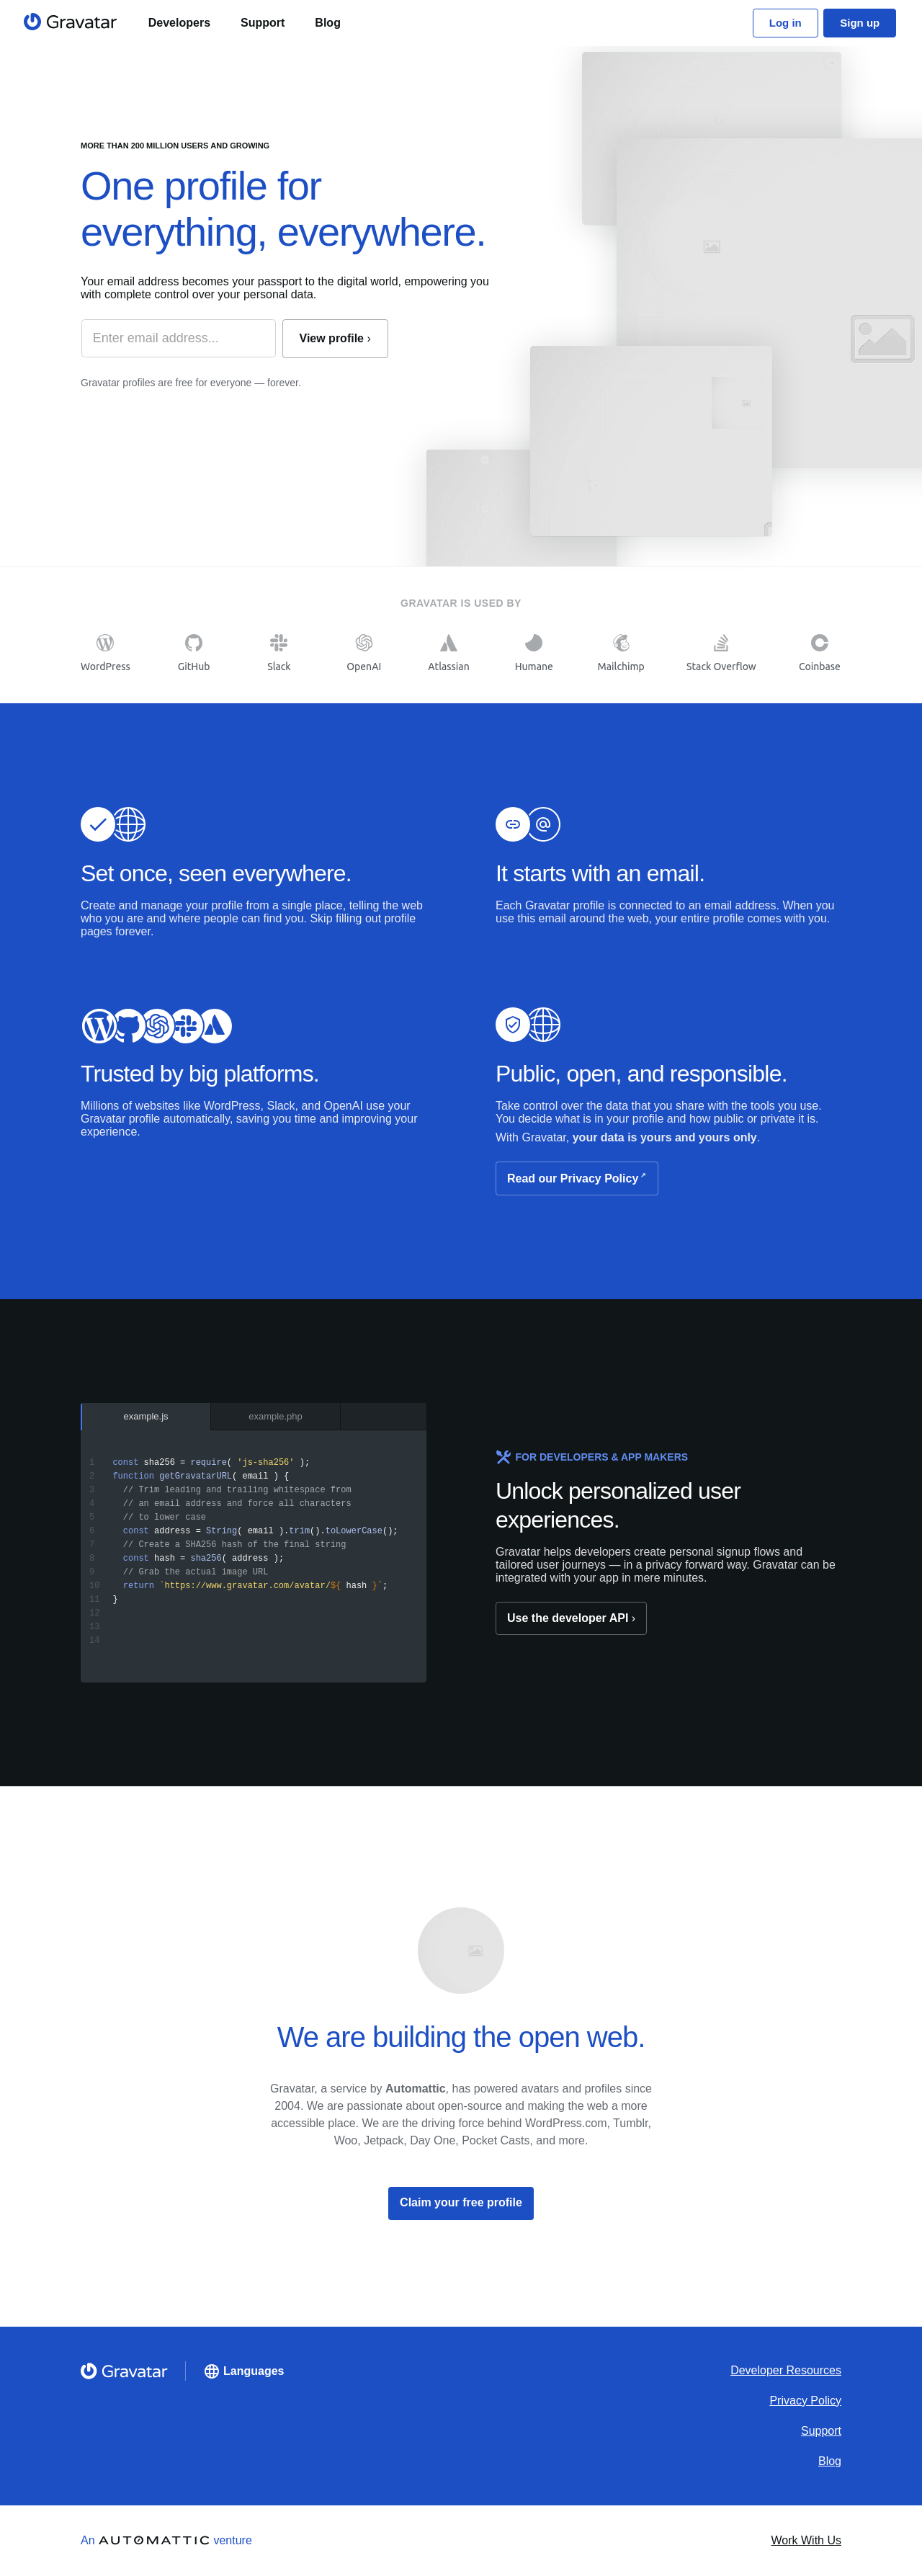 Gravatar
Developers
Support
Blog
Log in
Sign up
MORE THAN 200 MILLION USERS AND GROWING
One profile for
everything, everywhere.
Your email address becomes your passport to the digital world, empowering you
with complete control over your personal data.
Enter email address...
View profile ›
Gravatar profiles are free for everyone — forever.
GRAVATAR IS USED BY
WordPress
GitHub
Slack
OpenAI
Atlassian
Humane
Mailchimp
Stack Overflow
Coinbase
Set once, seen everywhere.
Create and manage your profile from a single place, telling the web
who you are and where people can find you. Skip filling out profile
pages forever.
It starts with an email.
Each Gravatar profile is connected to an email address. When you
use this email around the web, your entire profile comes with you.
Trusted by big platforms.
Millions of websites like WordPress, Slack, and OpenAI use your
Gravatar profile automatically, saving you time and improving your
experience.
Public, open, and responsible.
Take control over the data that you share with the tools you use.
You decide what is in your profile and how public or private it is.
With Gravatar, your data is yours and yours only.
Read our Privacy Policy ↗
example.js
example.php
1 const sha256 = require( 'js-sha256' );
2 function getGravatarURL( email ) {
3 // Trim leading and trailing whitespace from
4 // an email address and force all characters
5 // to lower case
6 const address = String( email ).trim().toLowerCase();
7 // Create a SHA256 hash of the final string
8 const hash = sha256( address );
9 // Grab the actual image URL
10 return `https://www.gravatar.com/avatar/${ hash }`;
11 }
12
13
14
FOR DEVELOPERS & APP MAKERS
Unlock personalized user
experiences.
Gravatar helps developers create personal signup flows and
tailored user journeys — in a privacy forward way. Gravatar can be
integrated with your app in mere minutes.
Use the developer API ›
We are building the open web.
Gravatar, a service by Automattic, has powered avatars and profiles since
2004. We are passionate about open-source and making the web a more
accessible place. We are the driving force behind WordPress.com, Tumblr,
Woo, Jetpack, Day One, Pocket Casts, and more.
Claim your free profile
Gravatar
Languages
Developer Resources
Privacy Policy
Support
Blog
An AUTOMATTIC venture
Work With Us